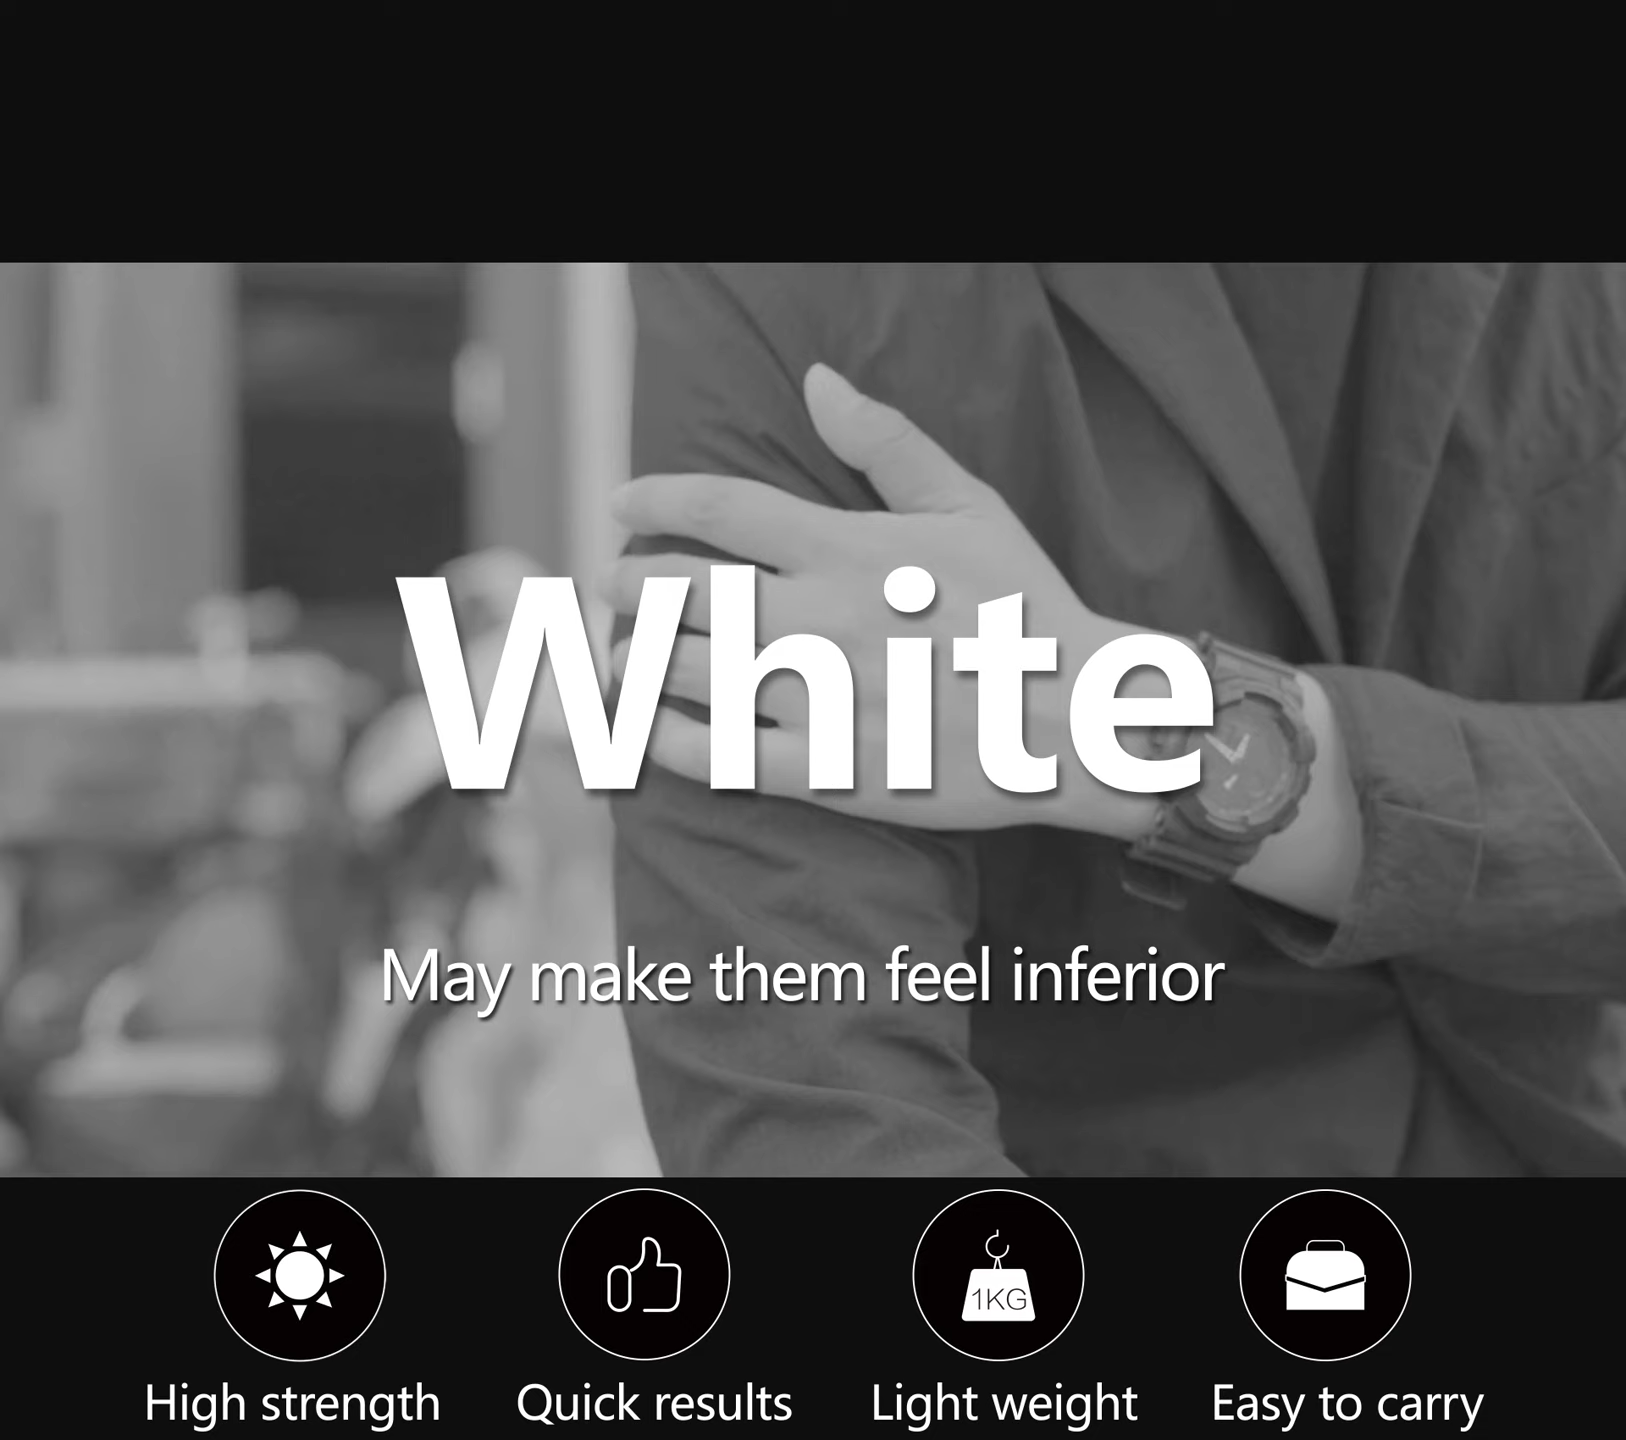 White
May make them feel inferior
1KG
High strength
Quick results
Light weight
Easy to carry